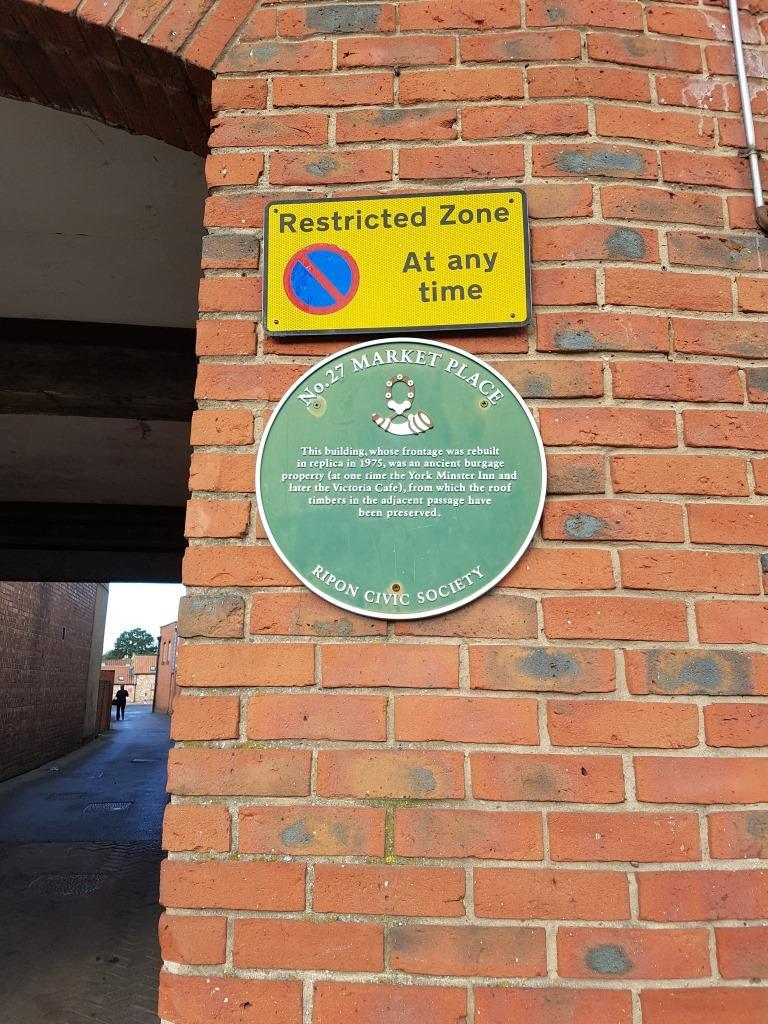 Restricted Zone
At any
time
No.27 MARKET PLACE
This building, whose frontage was rebuilt
in replica in 1975, was an ancient burgage
property (at one time the York Minster Inn and
later the Victoria Cafe), from which the roof
timbers in the adjacent passage have
been preserved.
RIPON CIVIC SOCIETY